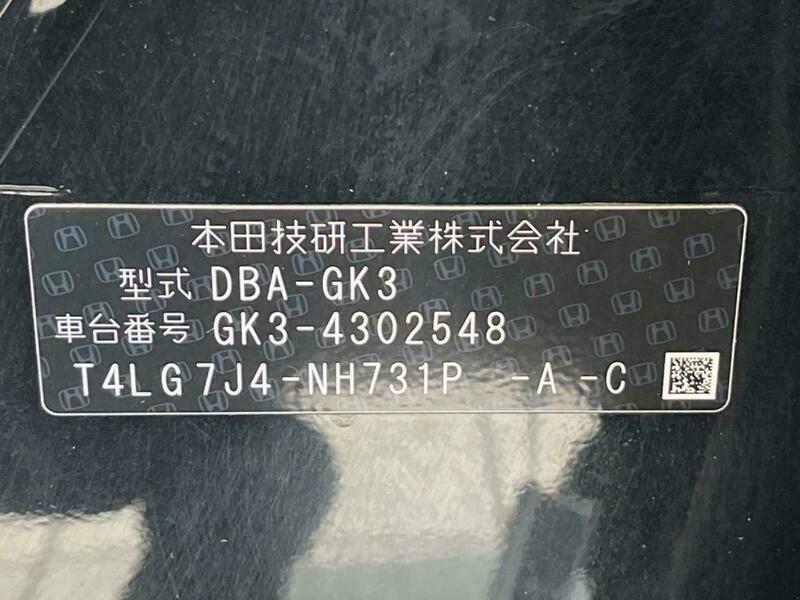 本田技研工業株式会社
型式 DBA-GK3
車台番号 GK3-4302548
T4LG7J4-NH731P -A -C